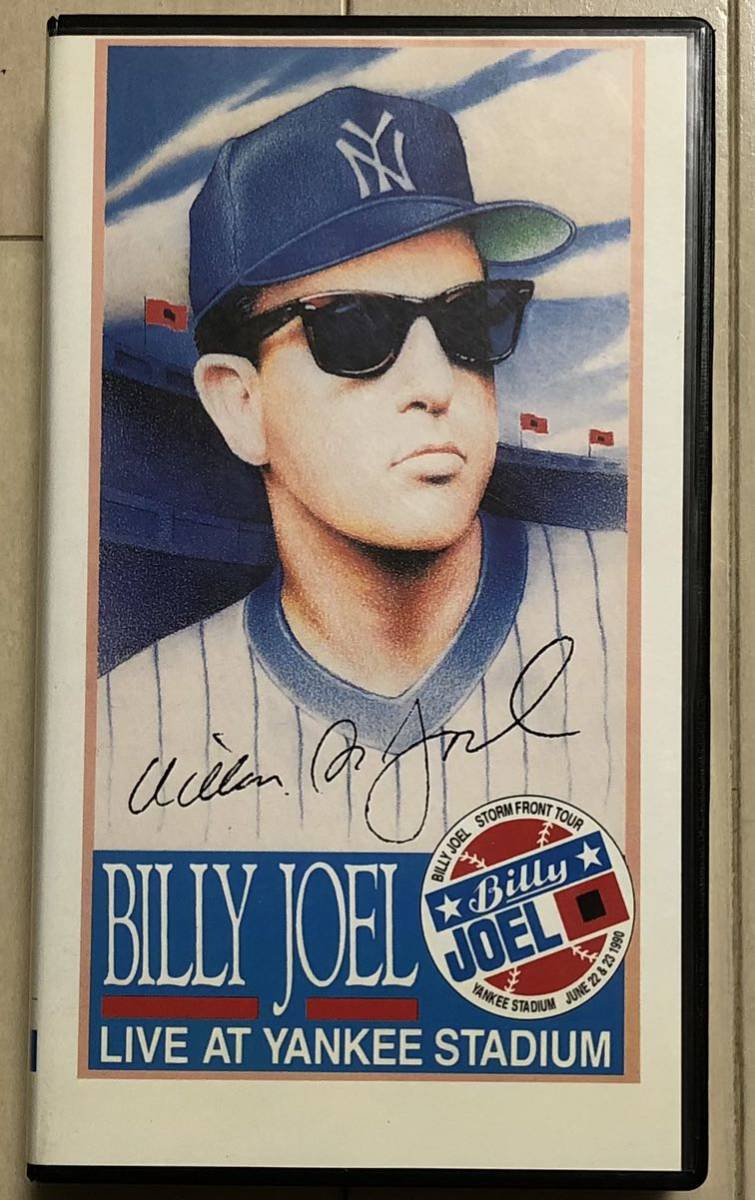 NY
William A. Joel
BILLY JOEL
LIVE AT YANKEE STADIUM
BILLY JOEL STORM FRONT TOUR
Billy
JOEL
YANKEE STADIUM JUNE 22 & 23 1990